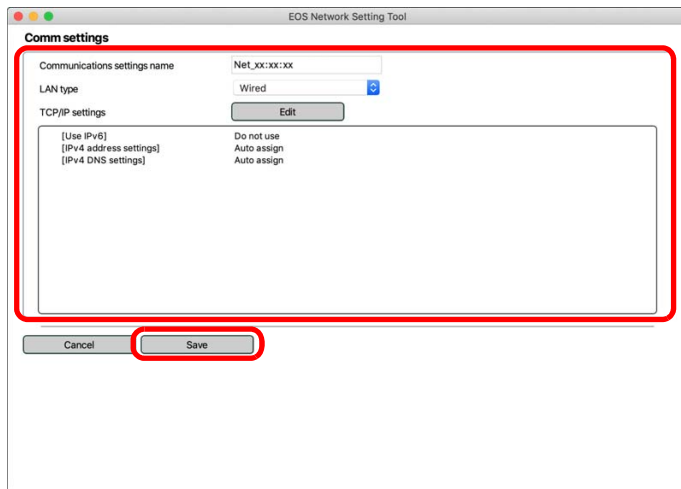 EOS Network Setting Tool
Comm settings
Communications settings name Net_xx:xx:xx
LAN type Wired
TCP/IP settings Edit
[Use IPv6] Do not use
[IPv4 address settings] Auto assign
[IPv4 DNS settings] Auto assign
Cancel Save